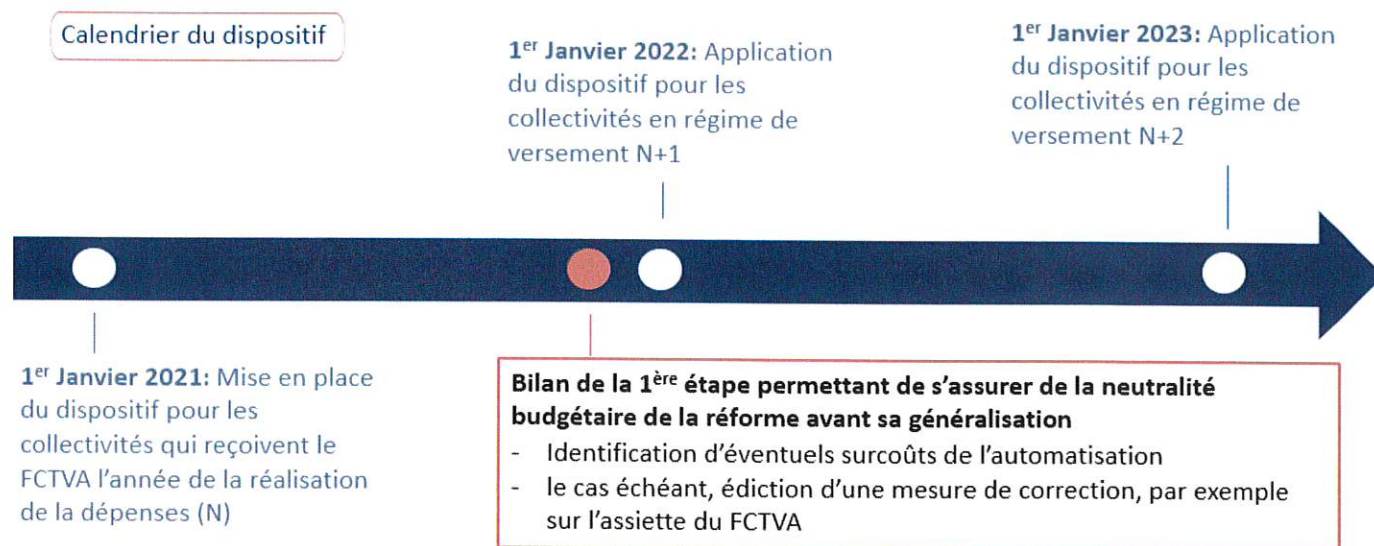 Calendrier du dispositif
1er Janvier 2022: Application
du dispositif pour les
collectivités en régime de
versement N+1
1er Janvier 2023: Application
du dispositif pour les
collectivités en régime de
versement N+2
1er Janvier 2021: Mise en place
du dispositif pour les
collectivités qui reçoivent le
FCTVA l'année de la réalisation
de la dépenses (N)
Bilan de la 1ère étape permettant de s'assurer de la neutralité
budgétaire de la réforme avant sa généralisation
- Identification d'éventuels surcoûts de l'automatisation
- le cas échéant, édiction d'une mesure de correction, par exemple
sur l'assiette du FCTVA